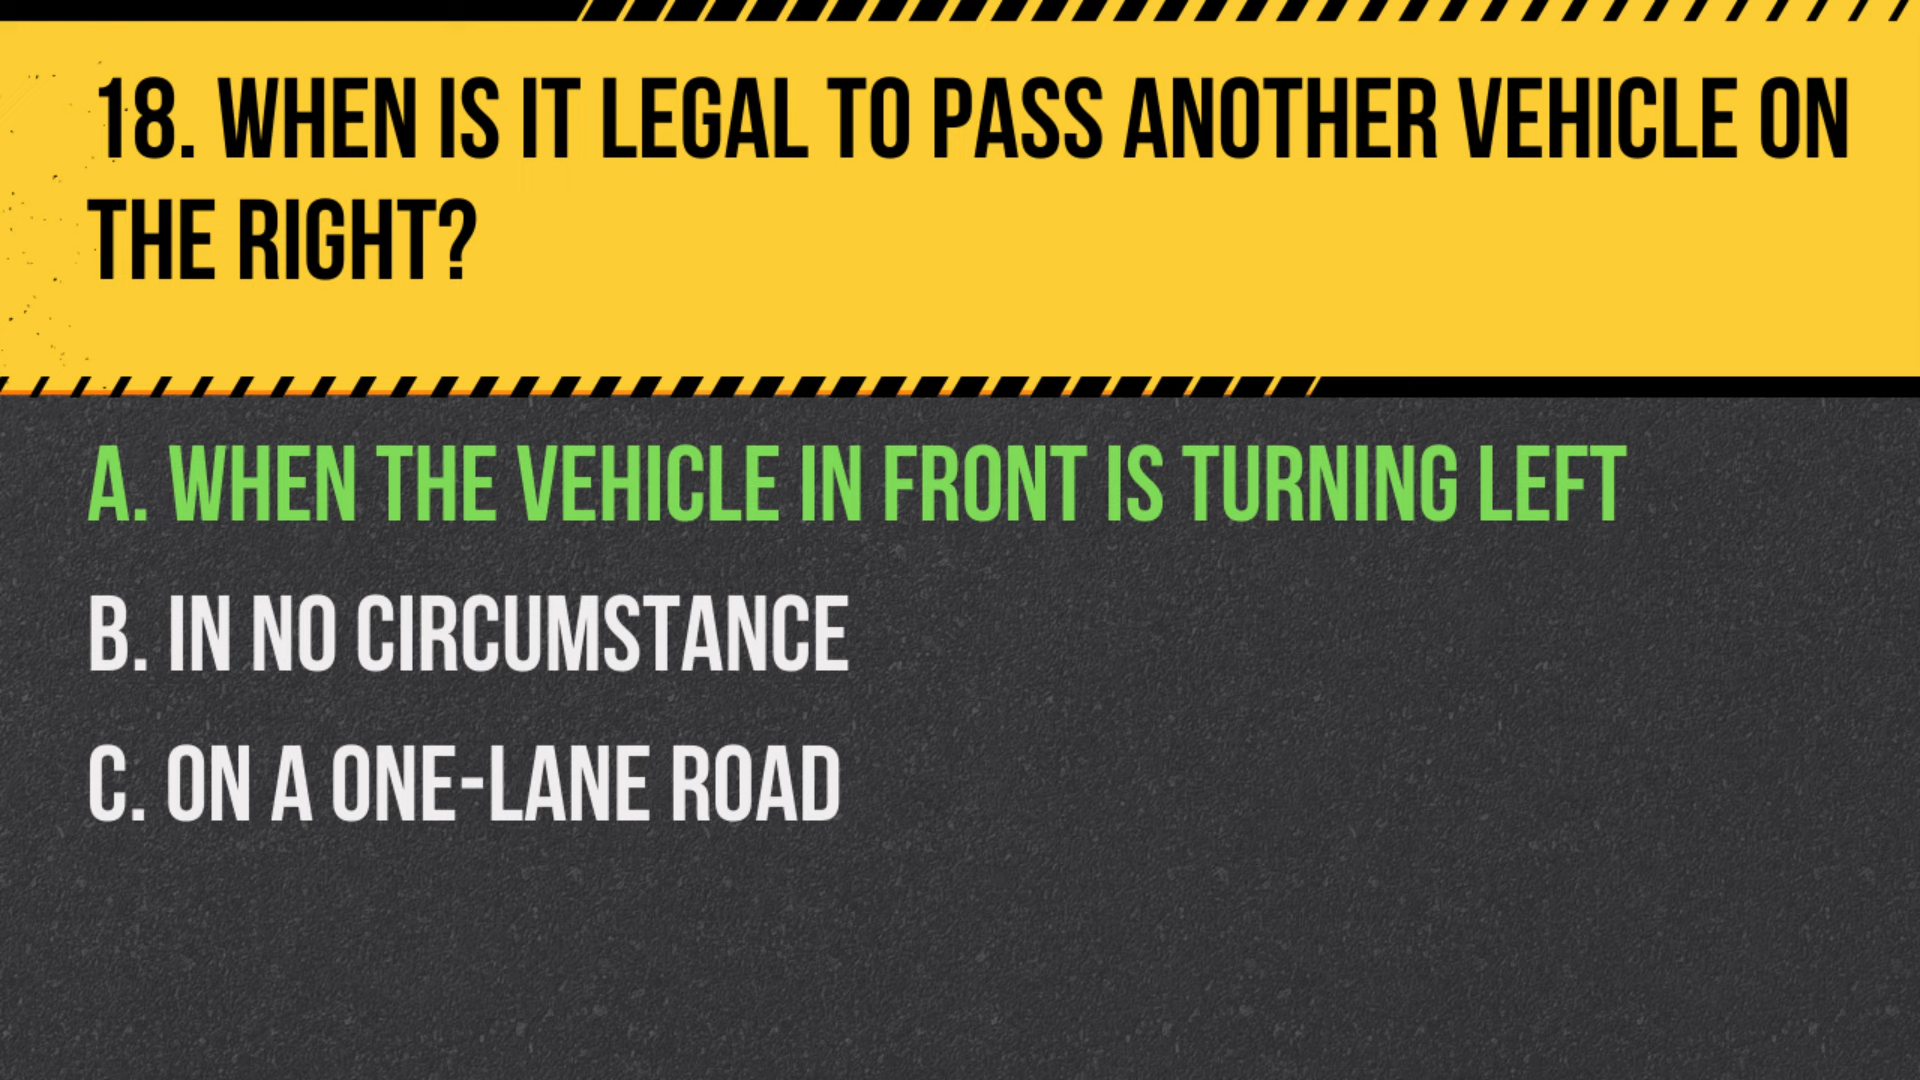 18. WHEN IS IT LEGAL TO PASS ANOTHER VEHICLE ON
THE RIGHT?
A. WHEN THE VEHICLE IN FRONT IS TURNING LEFT
B. IN NO CIRCUMSTANCE
C. ON A ONE-LANE ROAD